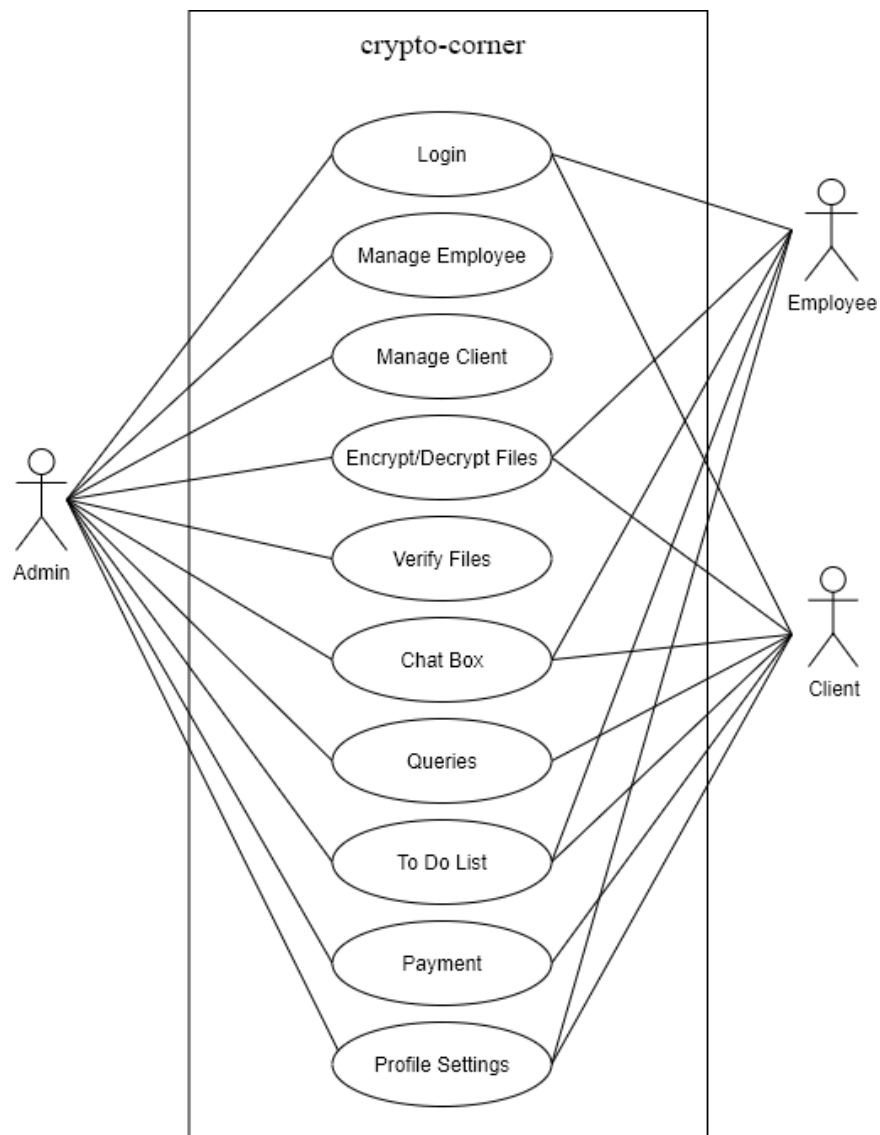 crypto-corner
Login
Manage Employee
Employee
Manage Client
Encrypt/Decrypt Files
Admin
Verify Files
Chat Box
Client
Queries
To Do List
Payment
Profile Settings